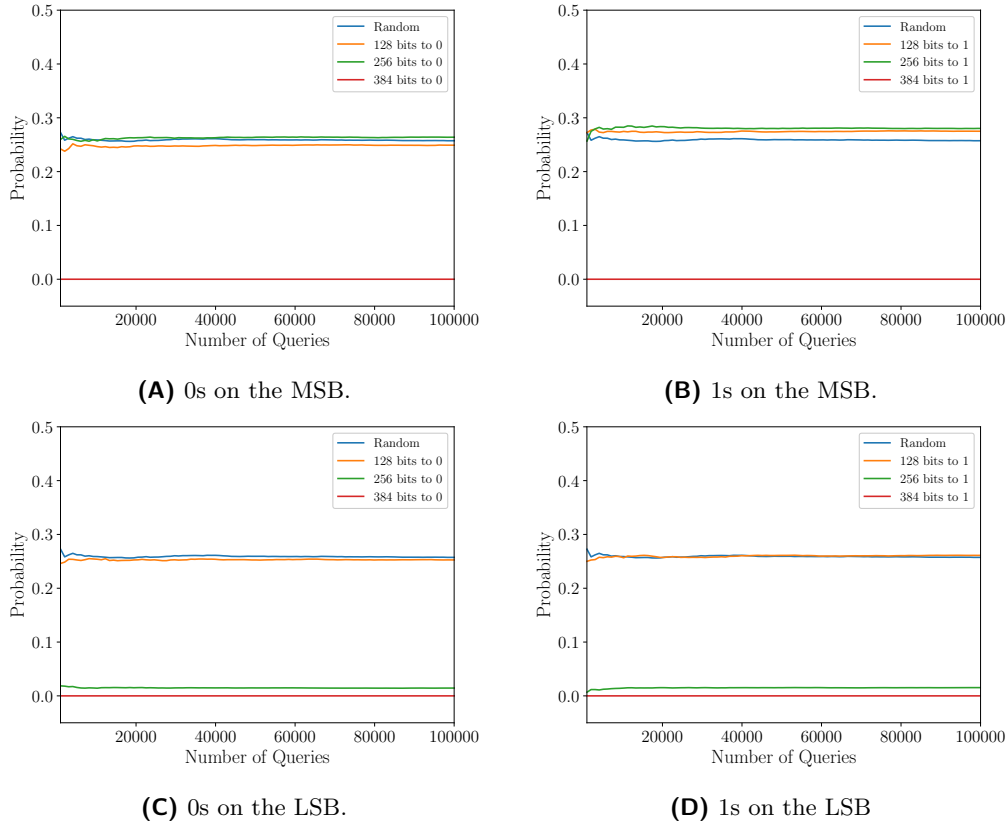 0.5
0.4
0.3
0.2
0.1
0.0
Probability
Random
128 bits to 0
256 bits to 0
384 bits to 0
20000 40000 60000 80000 100000
Number of Queries
(A) 0s on the MSB.
0.5
0.4
0.3
0.2
0.1
0.0
Probability
Random
128 bits to 1
256 bits to 1
384 bits to 1
20000 40000 60000 80000 100000
Number of Queries
(B) 1s on the MSB.
0.5
0.4
0.3
0.2
0.1
0.0
Probability
Random
128 bits to 0
256 bits to 0
384 bits to 0
20000 40000 60000 80000 100000
Number of Queries
(C) 0s on the LSB.
0.5
0.4
0.3
0.2
0.1
0.0
Probability
Random
128 bits to 1
256 bits to 1
384 bits to 1
20000 40000 60000 80000 100000
Number of Queries
(D) 1s on the LSB